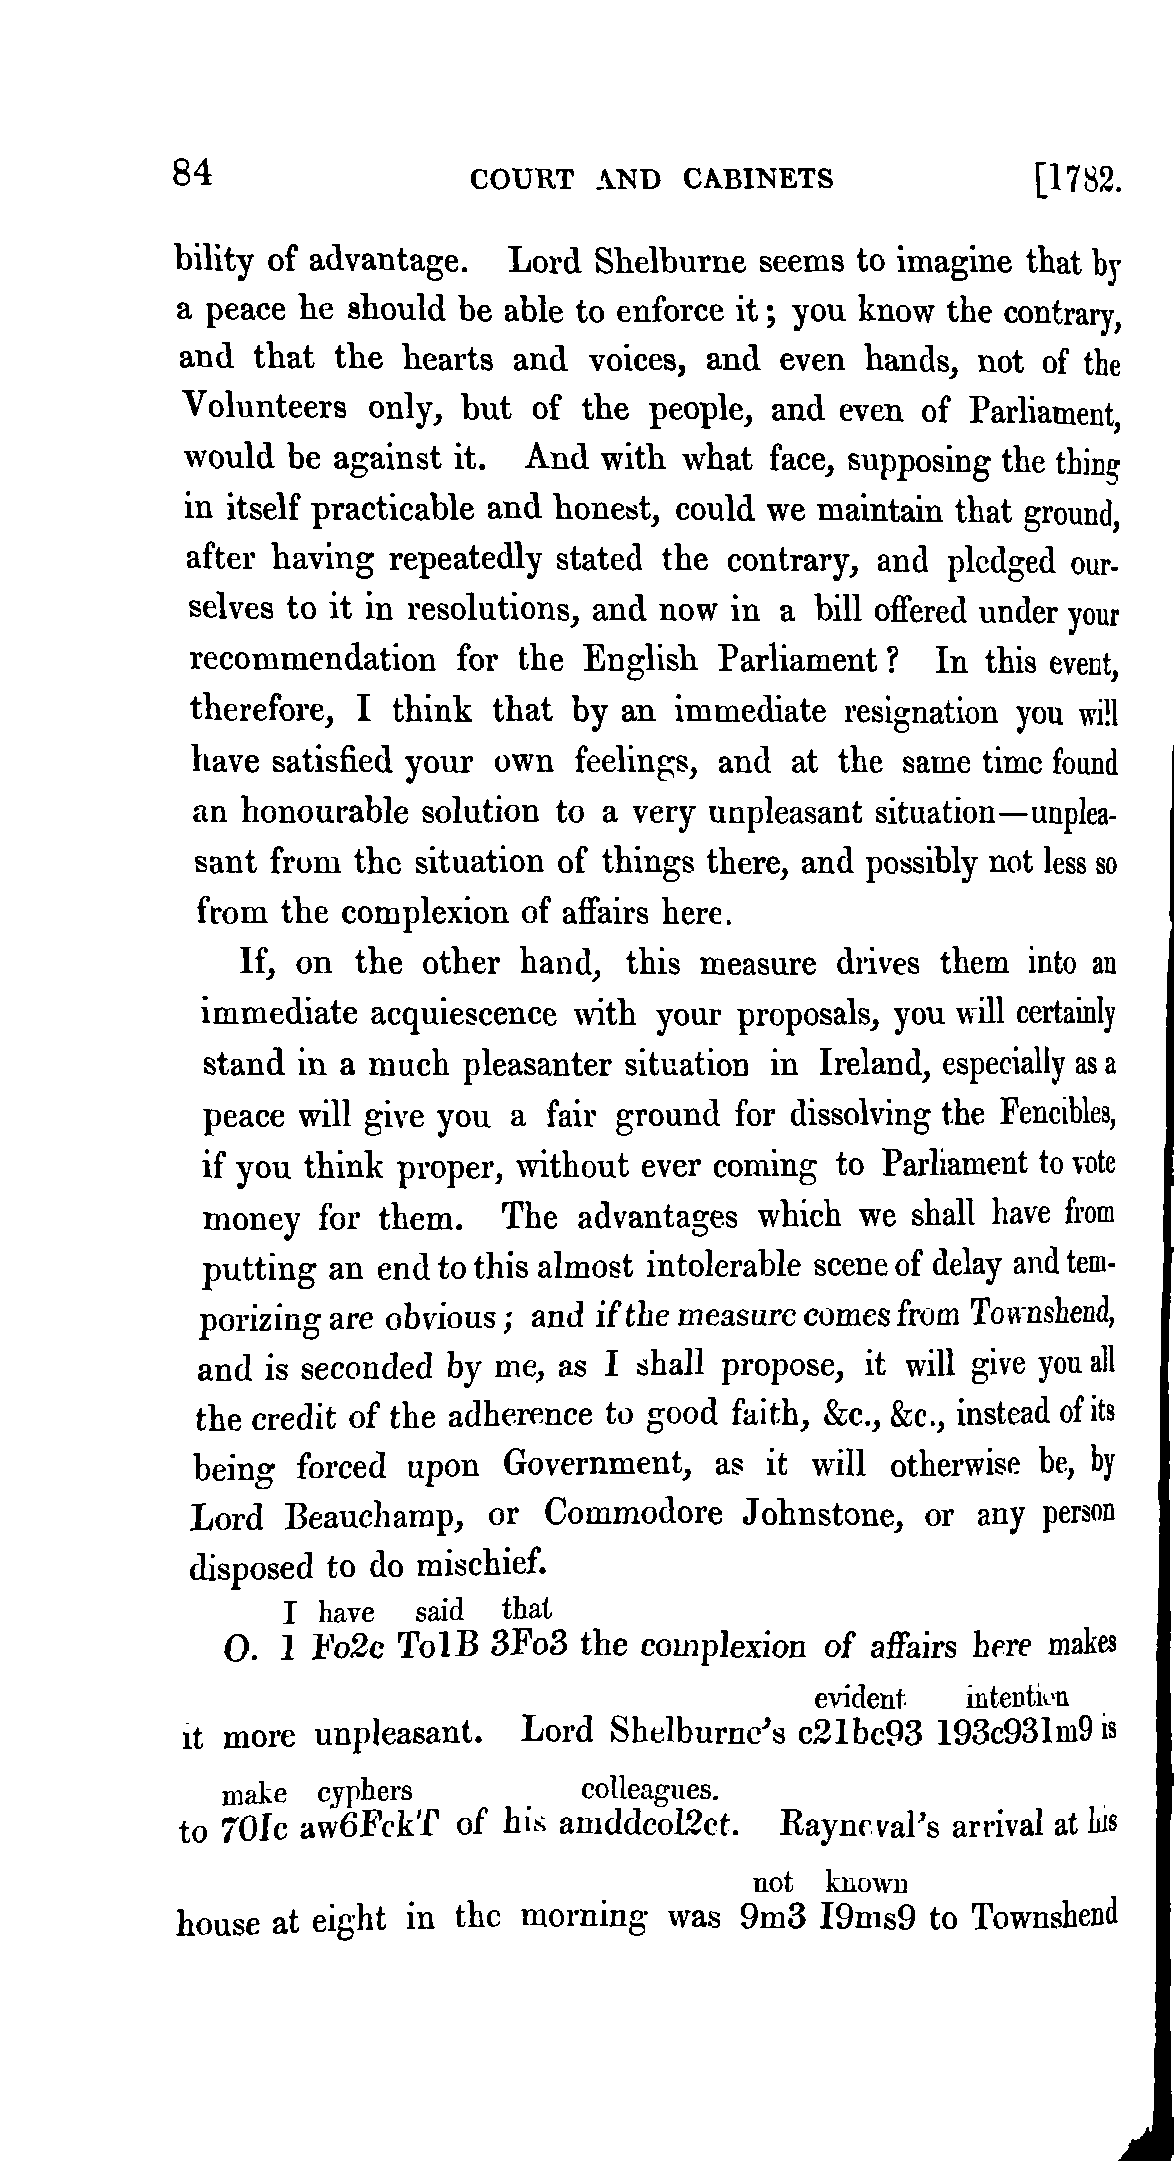 84 COURT AND CABINETS [1782.
bility of advantage. Lord Shelburne seems to imagine that by
a peace he should be able to enforce it; you know the contrary,
and that the hearts and voices, and even hands, not of the
Volunteers only, but of the people, and even of Parliament,
would be against it. And with what face, supposing the thing
in itself practicable and honest, could we maintain that ground,
after having repeatedly stated the contrary, and pledged our-
selves to it in resolutions, and now in a bill offered under your
recommendation for the English Parliament? In this event,
therefore, I think that by an immediate resignation you will
have satisfied your own feelings, and at the same time found
an honourable solution to a very unpleasant situation—unplea-
sant from the situation of things there, and possibly not less so
from the complexion of affairs here.
If, on the other hand, this measure drives them into an
immediate acquiescence with your proposals, you will certainly
stand in a much pleasanter situation in Ireland, especially as a
peace will give you a fair ground for dissolving the Fencibles,
if you think proper, without ever coming to Parliament to vote
money for them. The advantages which we shall have from
putting an end to this almost intolerable scene of delay and tem-
porizing are obvious; and if the measure comes from Townshend,
and is seconded by me, as I shall propose, it will give you all
the credit of the adherence to good faith, &c., &c., instead of its
being forced upon Government, as it will otherwise be, by
Lord Beauchamp, or Commodore Johnstone, or any person
disposed to do mischief.
I have said that
O. 1 Fo2c To1B 3Fo3 the complexion of affairs here makes
evident intention
it more unpleasant. Lord Shelburne's c21bc93 193c931m9 is
make cyphers colleagues.
to 70Ic aw6FckT of his amddcol2ct. Rayneval's arrival at his
not known
house at eight in the morning was 9m3 I9ms9 to Townshend